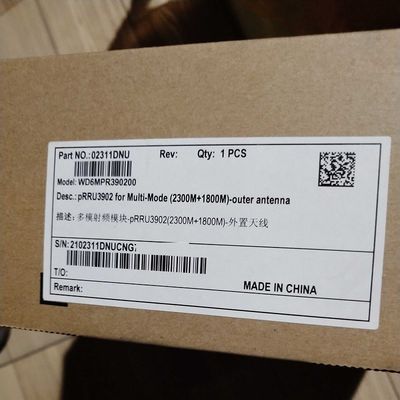 Part NO.:02311DNU Rev: Qty: 1 PCS
Model: WD6MPR390200
Desc.: pRRU3902 for Multi-Mode (2300M+1800M)-outer antenna
描述: 多模射频模块-pRRU3902(2300M+1800M)-外置天线
S/N: 2102311DNUCNG
T/O:
MADE IN CHINA